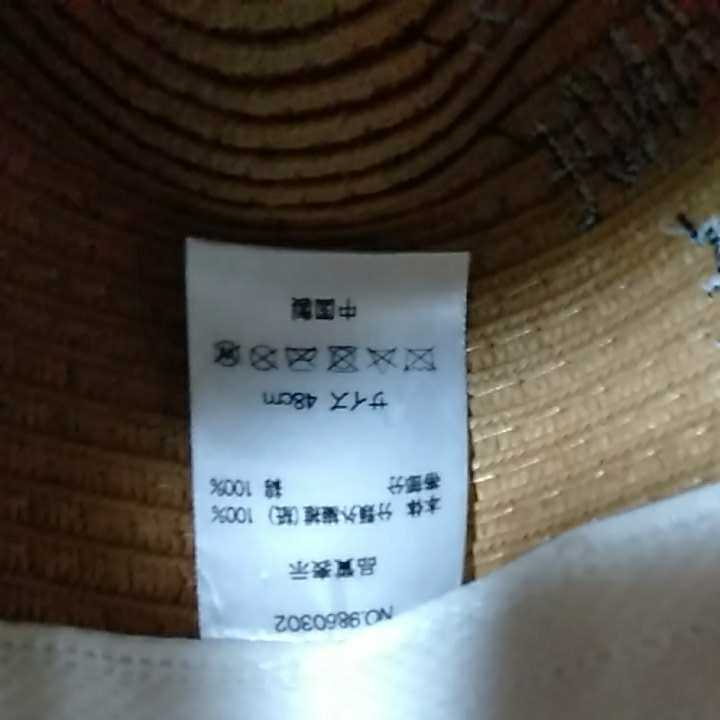 NO.9860302
品質表示
本体 分類外繊維(紙) 100%
帯部分 綿 100%
サイズ 48cm
中国製